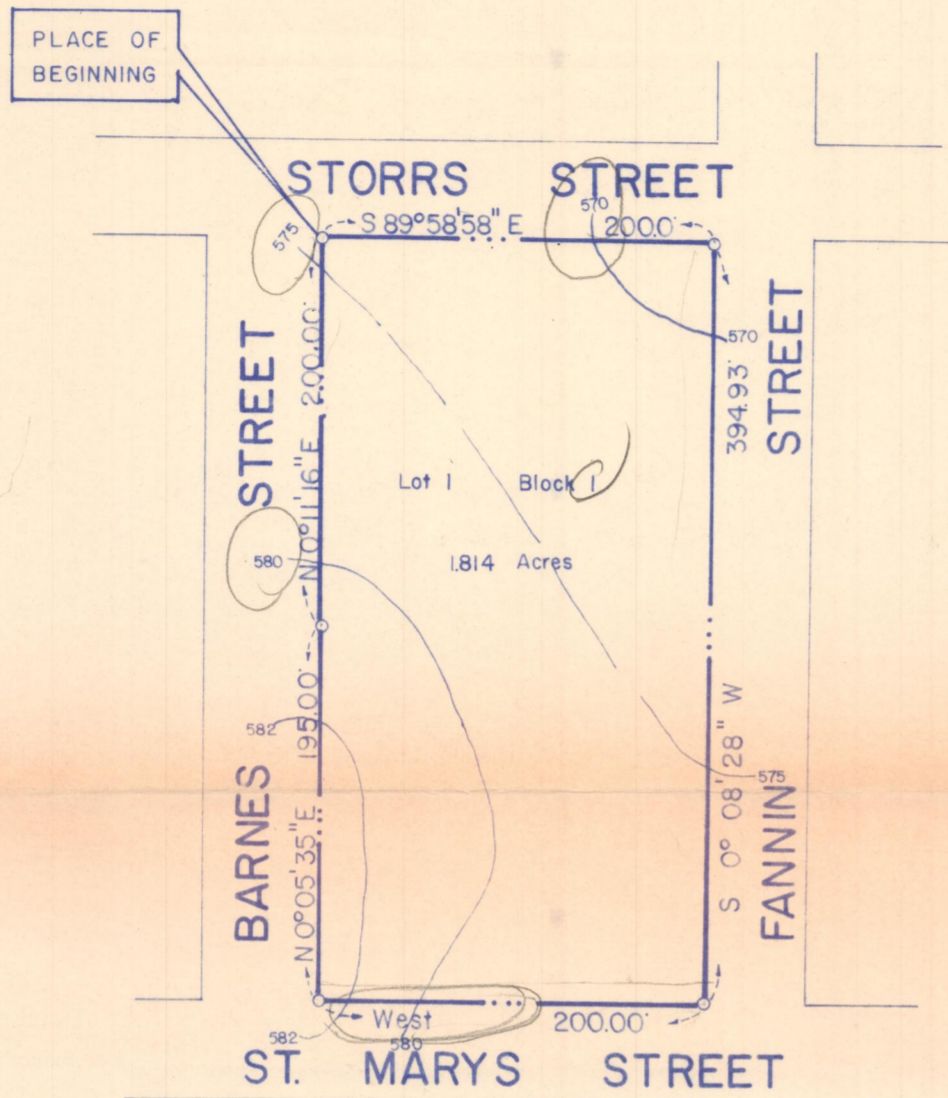 PLACE OF
BEGINNING
STORRS STREET
S 89°58'58" E 200.0'
575
570
570
BARNES STREET
N 0°11'16" E 200.00'
580
N 0°05'35" E 195.00'
582
Lot 1 Block 1
1.814 Acres
394.93'
S 0° 08' 28" W
FANNIN STREET
575
West 200.00'
582
580
ST. MARYS STREET